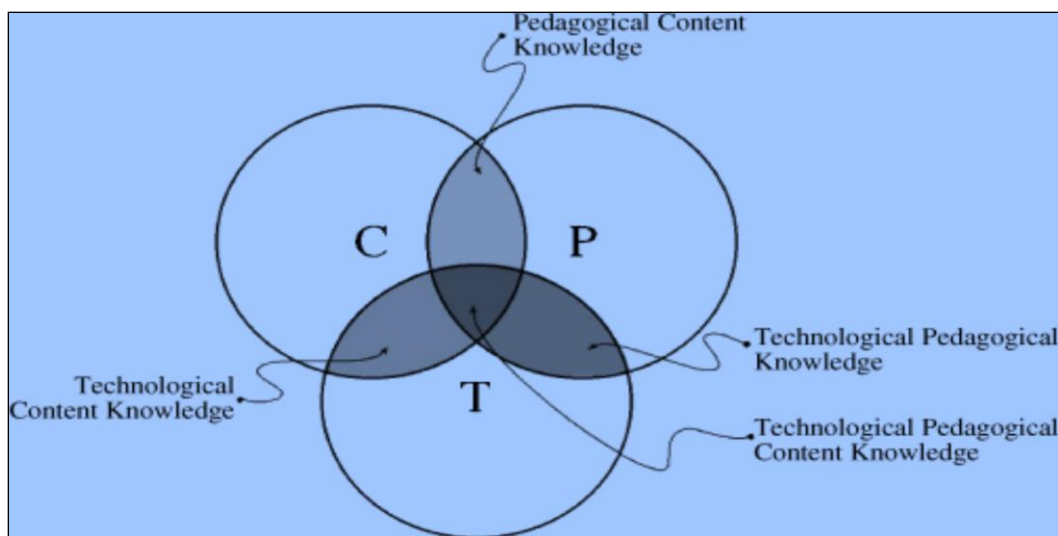 Pedagogical Content
Knowledge
C
P
T
Technological Pedagogical
Knowledge
Technological
Content Knowledge
Technological Pedagogical
Content Knowledge